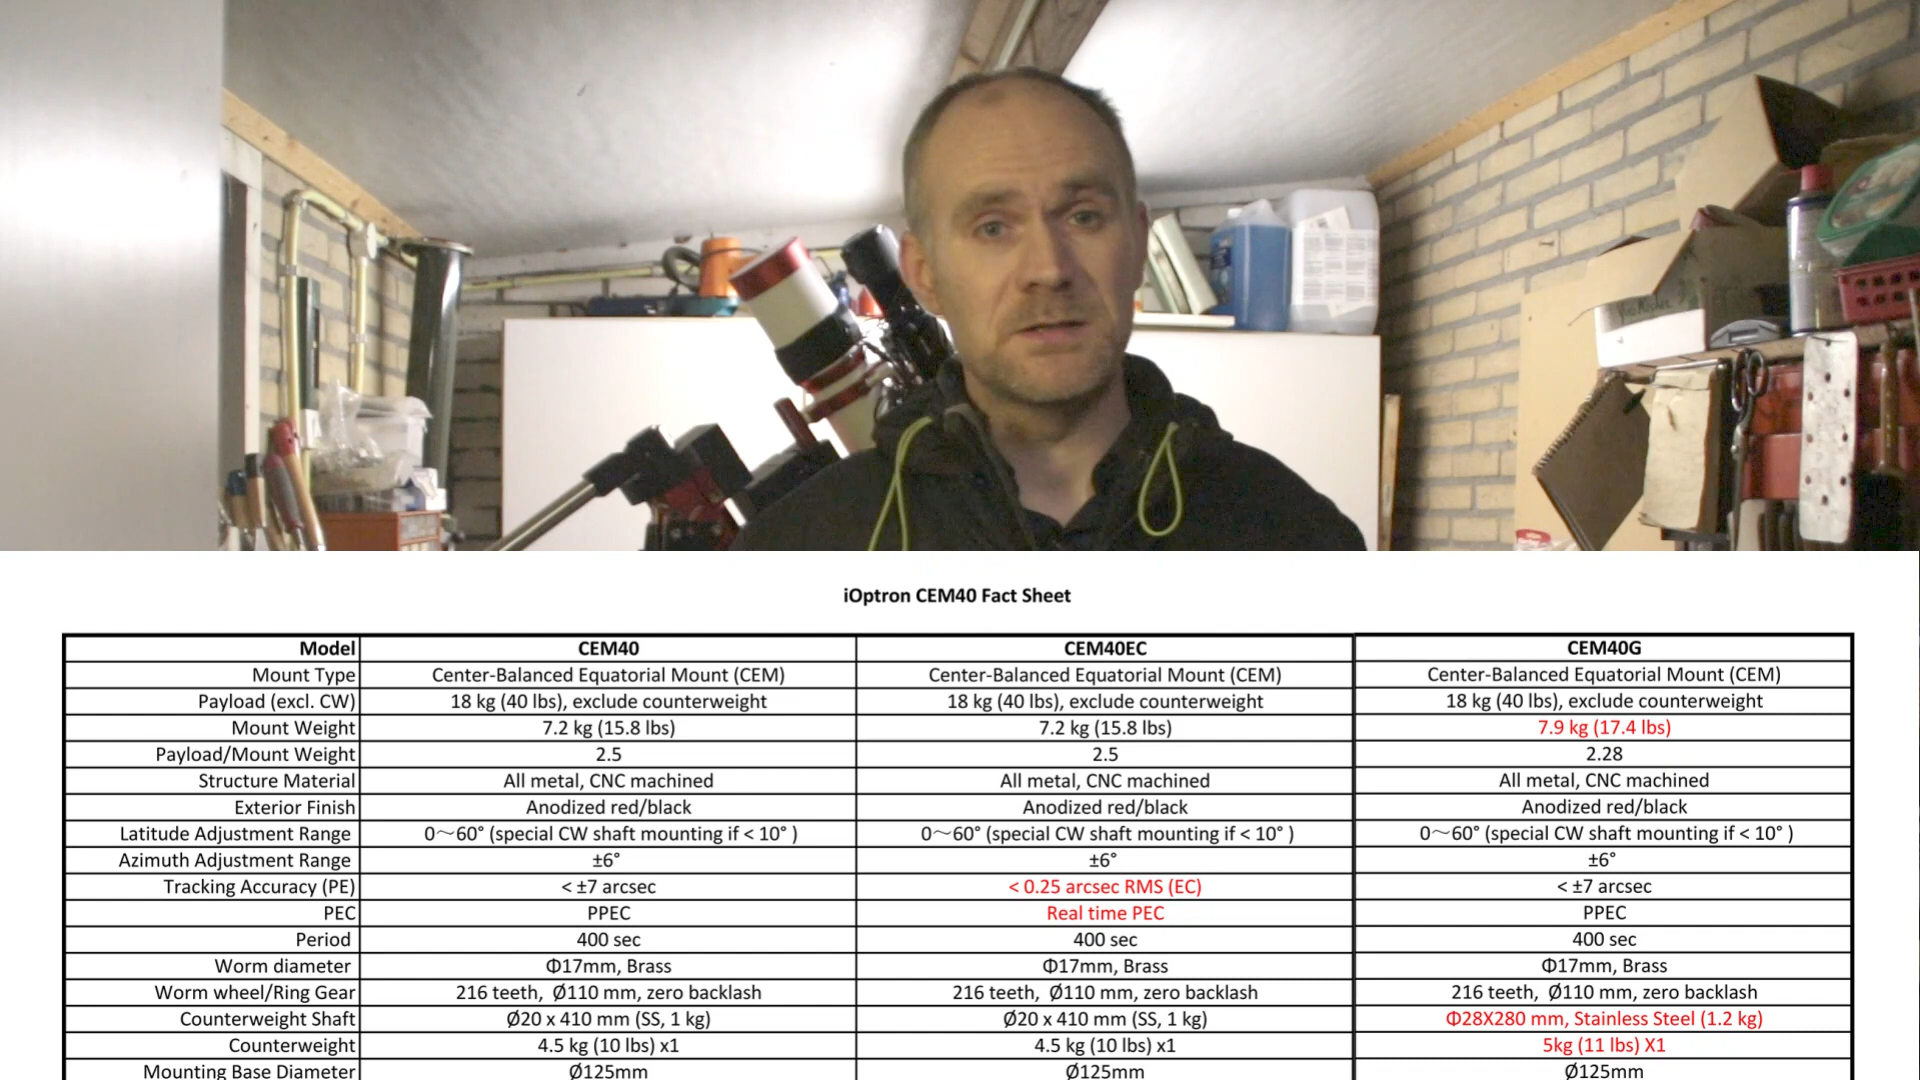 iOptron CEM40 Fact Sheet
Model CEM40 CEM40EC CEM40G
Mount Type Center-Balanced Equatorial Mount (CEM) Center-Balanced Equatorial Mount (CEM) Center-Balanced Equatorial Mount (CEM)
Payload (excl. CW) 18 kg (40 lbs), exclude counterweight 18 kg (40 lbs), exclude counterweight 18 kg (40 lbs), exclude counterweight
Mount Weight 7.2 kg (15.8 lbs) 7.2 kg (15.8 lbs) 7.9 kg (17.4 lbs)
Payload/Mount Weight 2.5 2.5 2.28
Structure Material All metal, CNC machined All metal, CNC machined All metal, CNC machined
Exterior Finish Anodized red/black Anodized red/black Anodized red/black
Latitude Adjustment Range 0～60° (special CW shaft mounting if < 10° ) 0～60° (special CW shaft mounting if < 10° ) 0～60° (special CW shaft mounting if < 10° )
Azimuth Adjustment Range ±6° ±6° ±6°
Tracking Accuracy (PE) < ±7 arcsec < 0.25 arcsec RMS (EC) < ±7 arcsec
PEC PPEC Real time PEC PPEC
Period 400 sec 400 sec 400 sec
Worm diameter Φ17mm, Brass Φ17mm, Brass Φ17mm, Brass
Worm wheel/Ring Gear 216 teeth, Ø110 mm, zero backlash 216 teeth, Ø110 mm, zero backlash 216 teeth, Ø110 mm, zero backlash
Counterweight Shaft Ø20 x 410 mm (SS, 1 kg) Ø20 x 410 mm (SS, 1 kg) Φ28X280 mm, Stainless Steel (1.2 kg)
Counterweight 4.5 kg (10 lbs) x1 4.5 kg (10 lbs) x1 5kg (11 lbs) X1
Mounting Base Diameter Ø125mm Ø125mm Ø125mm